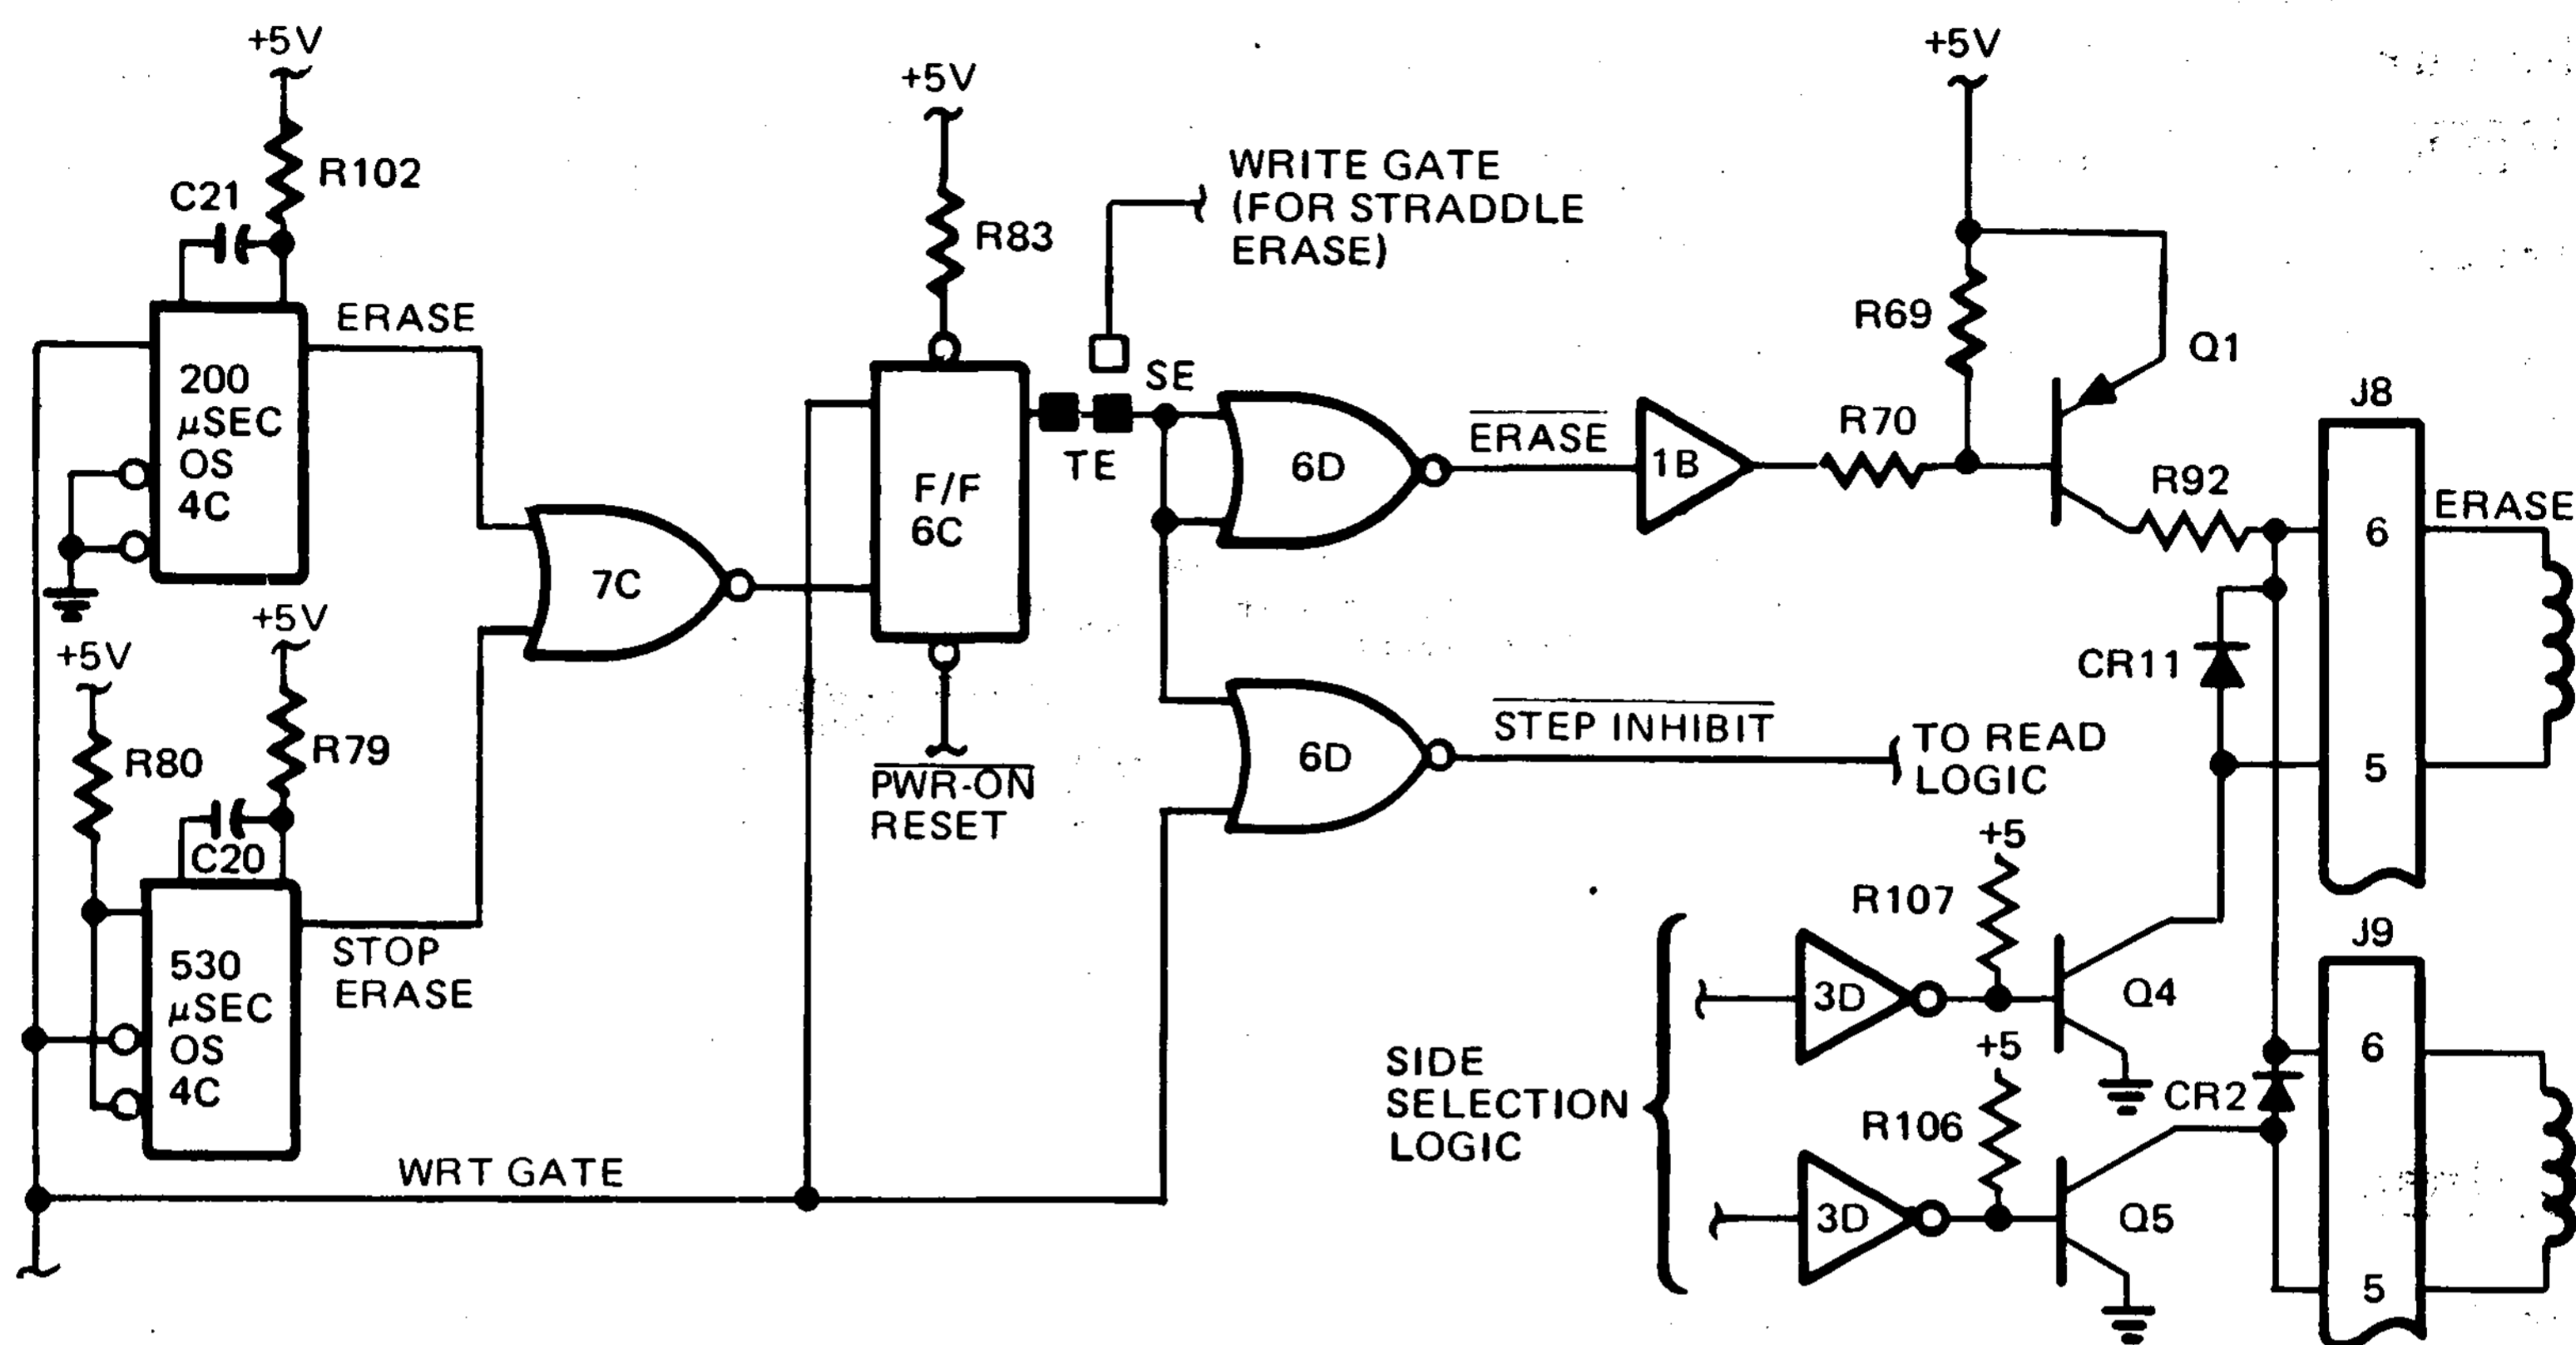 +5V
R102
C21
ERASE
200
μSEC
OS
4C
+5V
R83
WRITE GATE
(FOR STRADDLE
ERASE)
SE
TE
F/F
6C
PWR-ON
RESET
7C
+5V
R80
+5V
R79
C20
530
μSEC
OS
4C
STOP
ERASE
WRT GATE
6D
ERASE
1B
R70
+5V
R69
Q1
R92
J8
6
ERASE
5
CR11
6D
STEP INHIBIT
TO READ
LOGIC
SIDE
SELECTION
LOGIC
+5
R107
3D
Q4
+5
R106
3D
Q5
CR2
J9
6
5